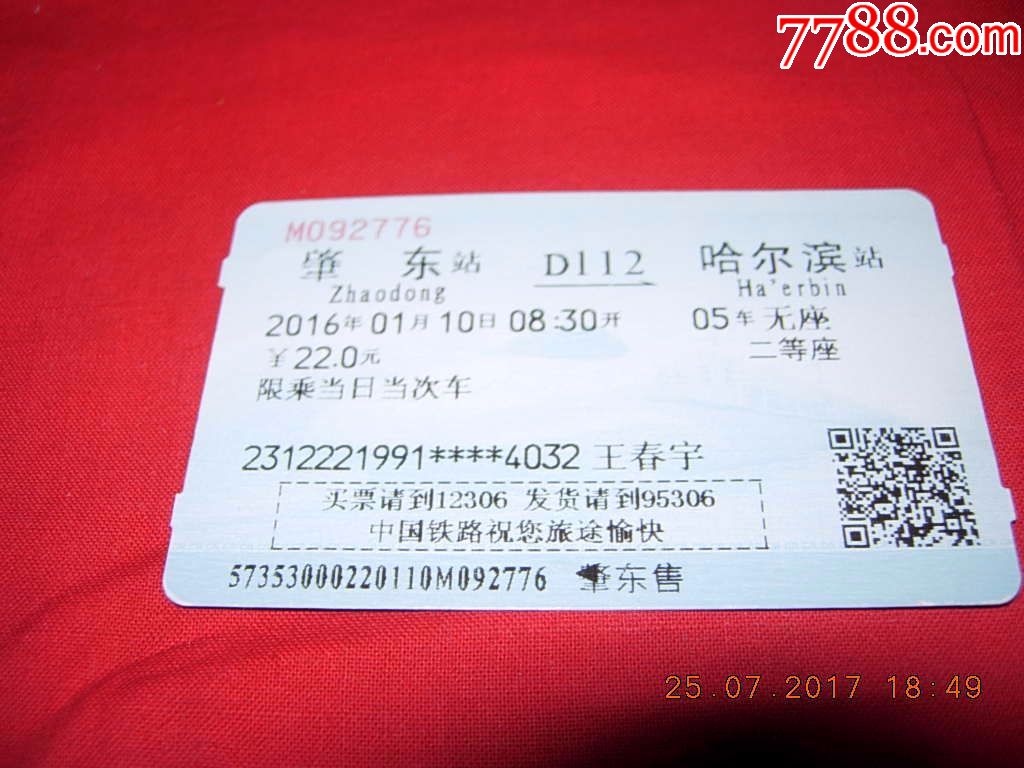 7788.com
M092776
肇东站 D112 哈尔滨站
Zhaodong Ha'erbin
2016年01月10日08:30开 05车无座
¥22.0元 二等座
限乘当日当次车
2312221991****4032 王春宇
买票请到12306 发货请到95306
中国铁路祝您旅途愉快
57353000220110M092776 肇东售
25.07.2017 18:49